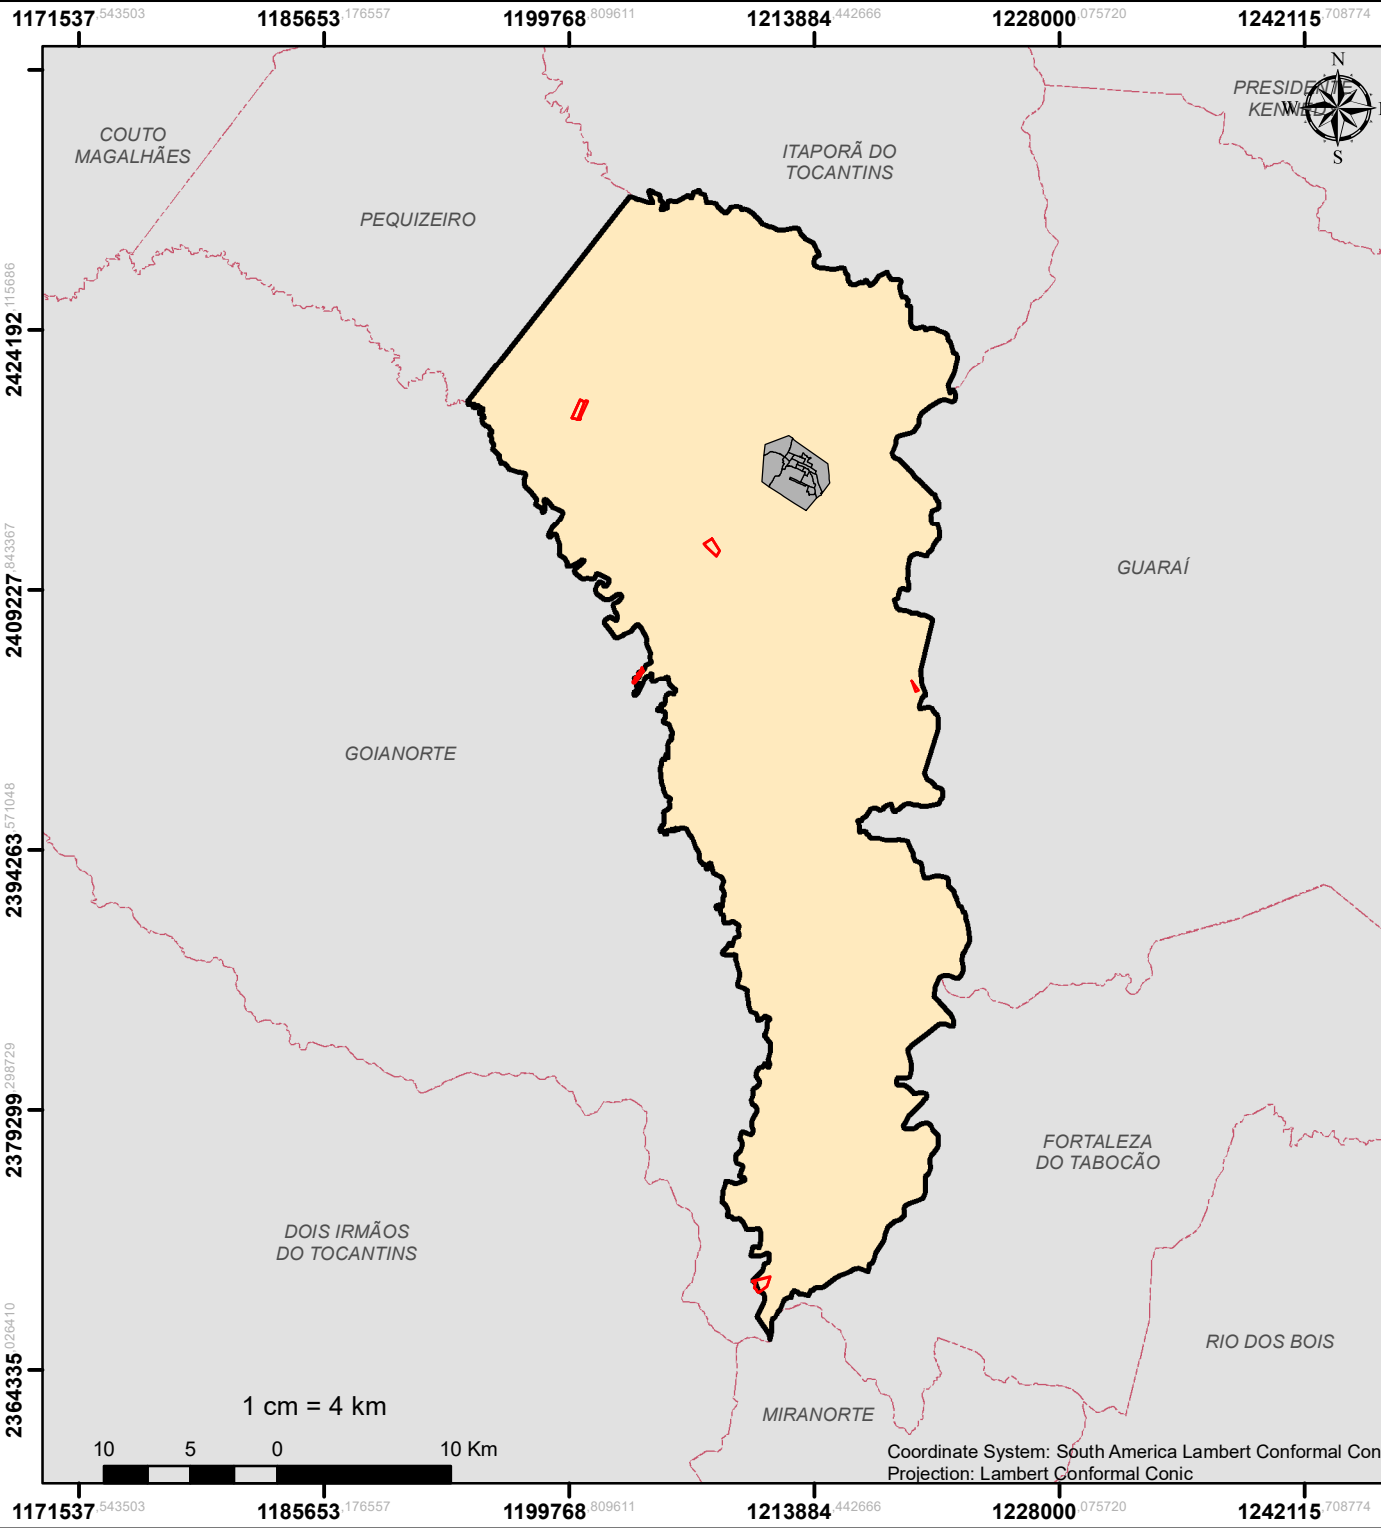 1171537,543503 1185653,176557 1199768,809611 1213884,442666 1228000,075720 1242115,708774
N
W
S
PRESIDENTE
COUTO
MAGALHÃES
ITAPORÃ DO
TOCANTINS
PEQUIZEIRO
2424192,115686
2409227,843367
GUARAÍ
GOIANORTE
2394263,571048
2379299,298729
FORTALEZA
DO TABOCÃO
DOIS IRMÃOS
DO TOCANTINS
2364335,026410
RIO DOS BOIS
MIRANORTE
1 cm = 4 km
10 5 0 10 Km
Coordinate System: South America Lambert Conformal Con
Projection: Lambert Conformal Conic
1171537,543503 1185653,176557 1199768,809611 1213884,442666 1228000,075720 1242115,708774